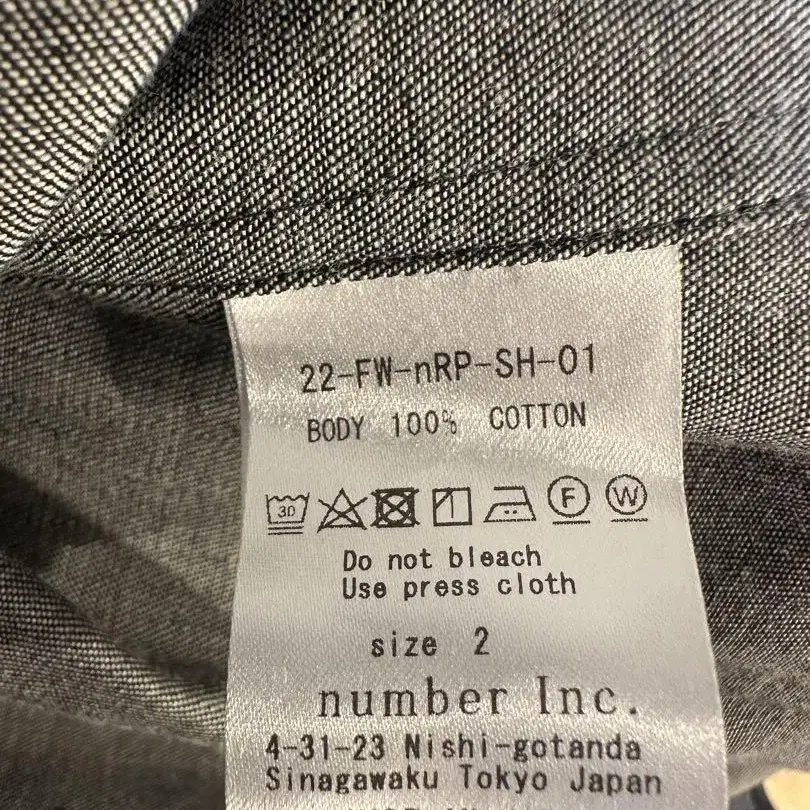 22-FW-nRP-SH-01
BODY 100% COTTON
30 F W
Do not bleach
Use press cloth
size 2
number Inc.
4-31-23 Nishi-gotanda
Sinagawaku Tokyo Japan